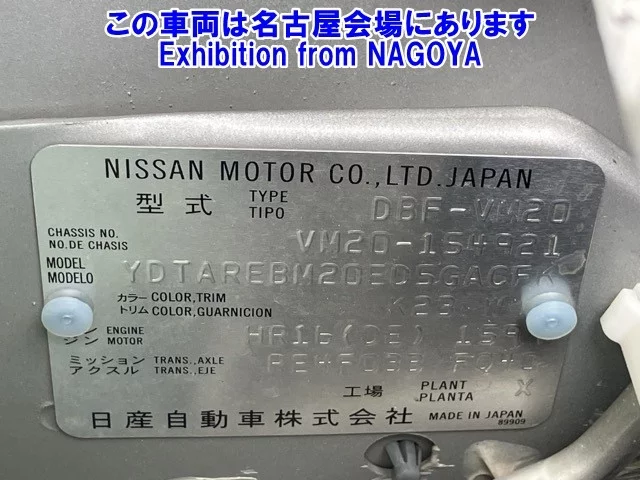 この車両は名古屋会場にあります
Exhibition from NAGOYA
NISSAN MOTOR CO.,LTD.JAPAN
型式 TYPE TIPO DBF-VM20
CHASSIS NO. NO.DE CHASIS VM20-154921
MODEL MODELO
カラー COLOR,TRIM
トリム COLOR,GUARNICION K23
ENGINE MOTOR HR16(DE)
ミッション TRANS.,AXLE
アクスル TRANS.,EJE
工場 PLANT PLANTA X
日産自動車株式会社 MADE IN JAPAN
89909